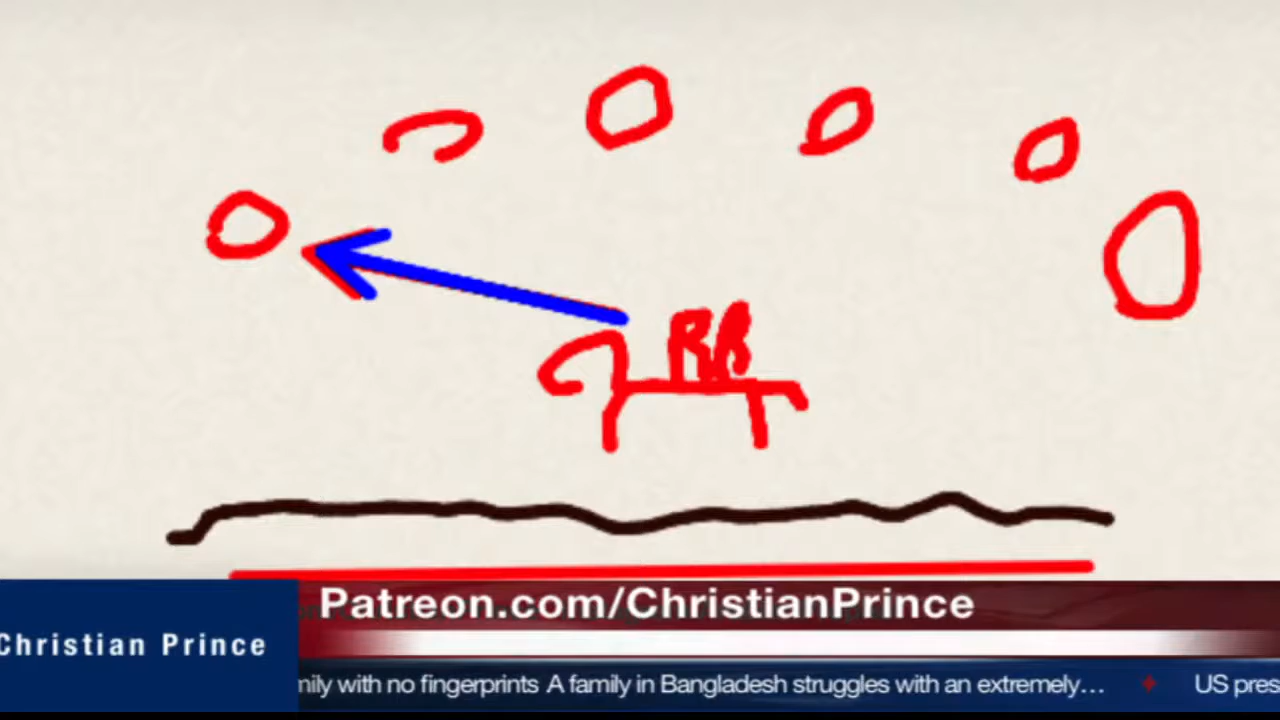 Patreon.com/ChristianPrince
Christian Prince
mily with no fingerprints A family in Bangladesh struggles with an extremely… US pres